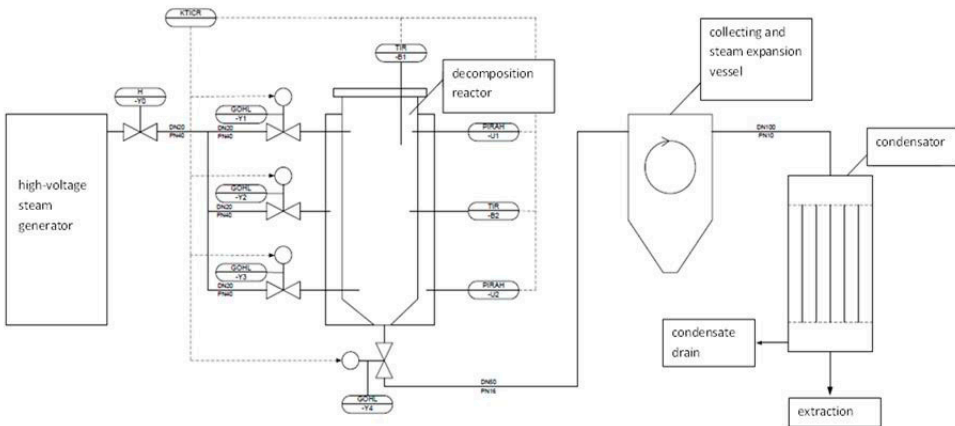 KTICR
TIR
-B1
collecting and
steam expansion
vessel
decomposition
reactor
H
-Y0
GOHL
-Y1
DN20
PN40
DN20
PN40
PIRAH
-U1
DN100
PN10
condensator
high-voltage
steam
generator
GOHL
-Y2
DN20
PN40
TIR
-B2
GOHL
-Y3
DN20
PN40
PIRAH
-U2
condensate
drain
GOHL
-Y4
DN60
PN16
extraction